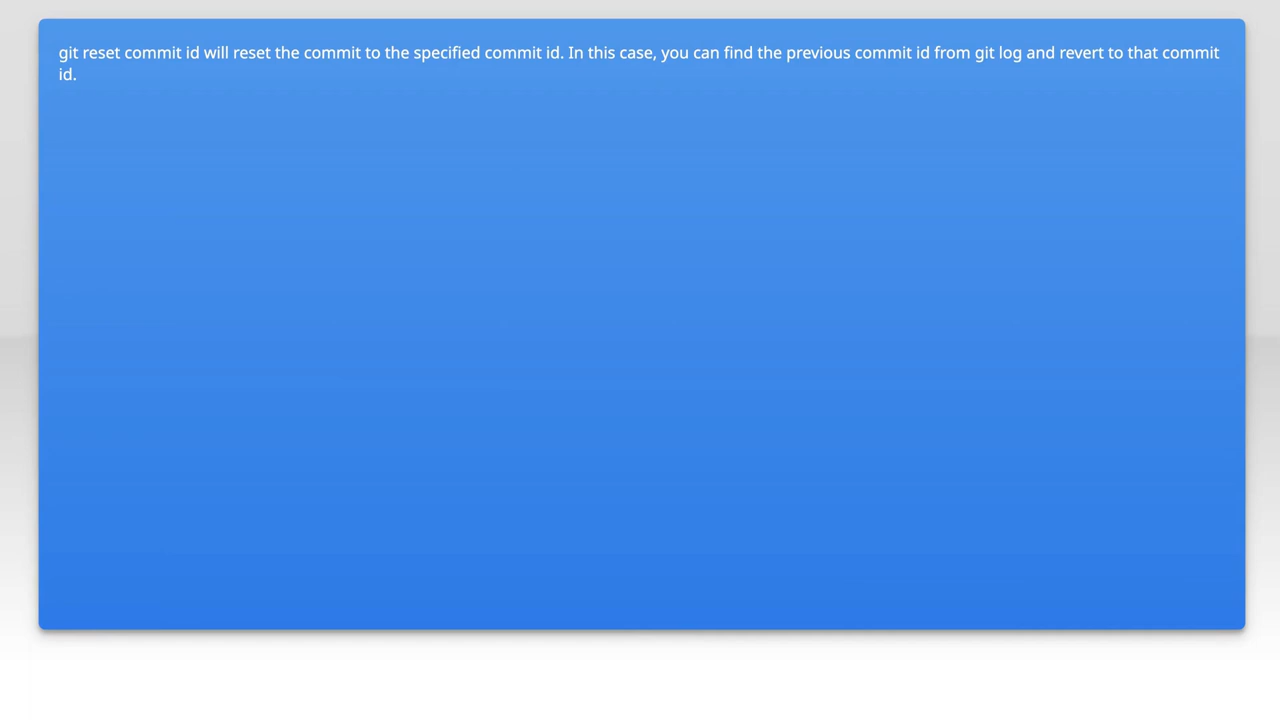 git reset commit id will reset the commit to the specified commit id. In this case, you can find the previous commit id from git log and revert to that commit
id.